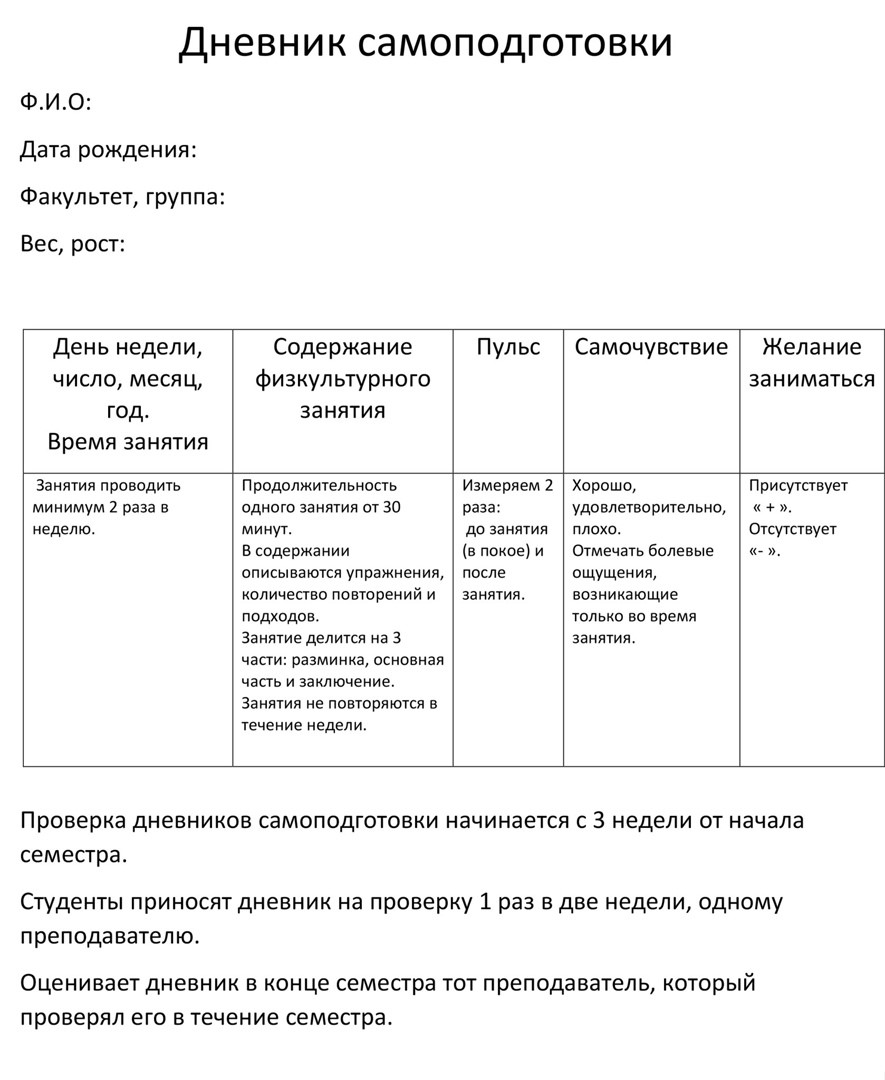 Дневник самоподготовки
Ф.И.О:
Дата рождения:
Факультет, группа:
Вес, рост:
День недели,
число, месяц,
год.
Время занятия
Содержание
физкультурного
занятия
Пульс
Самочувствие
Желание
заниматься
Занятия проводить
минимум 2 раза в
неделю.
Продолжительность
одного занятия от 30
минут.
В содержании
описываются упражнения,
количество повторений и
подходов.
Занятие делится на 3
части: разминка, основная
часть и заключение.
Занятия не повторяются в
течение недели.
Измеряем 2
раза:
до занятия
(в покое) и
после
занятия.
Хорошо,
удовлетворительно,
плохо.
Отмечать болевые
ощущения,
возникающие
только во время
занятия.
Присутствует
« + ».
Отсутствует
«- ».
Проверка дневников самоподготовки начинается с 3 недели от начала
семестра.
Студенты приносят дневник на проверку 1 раз в две недели, одному
преподавателю.
Оценивает дневник в конце семестра тот преподаватель, который
проверял его в течение семестра.